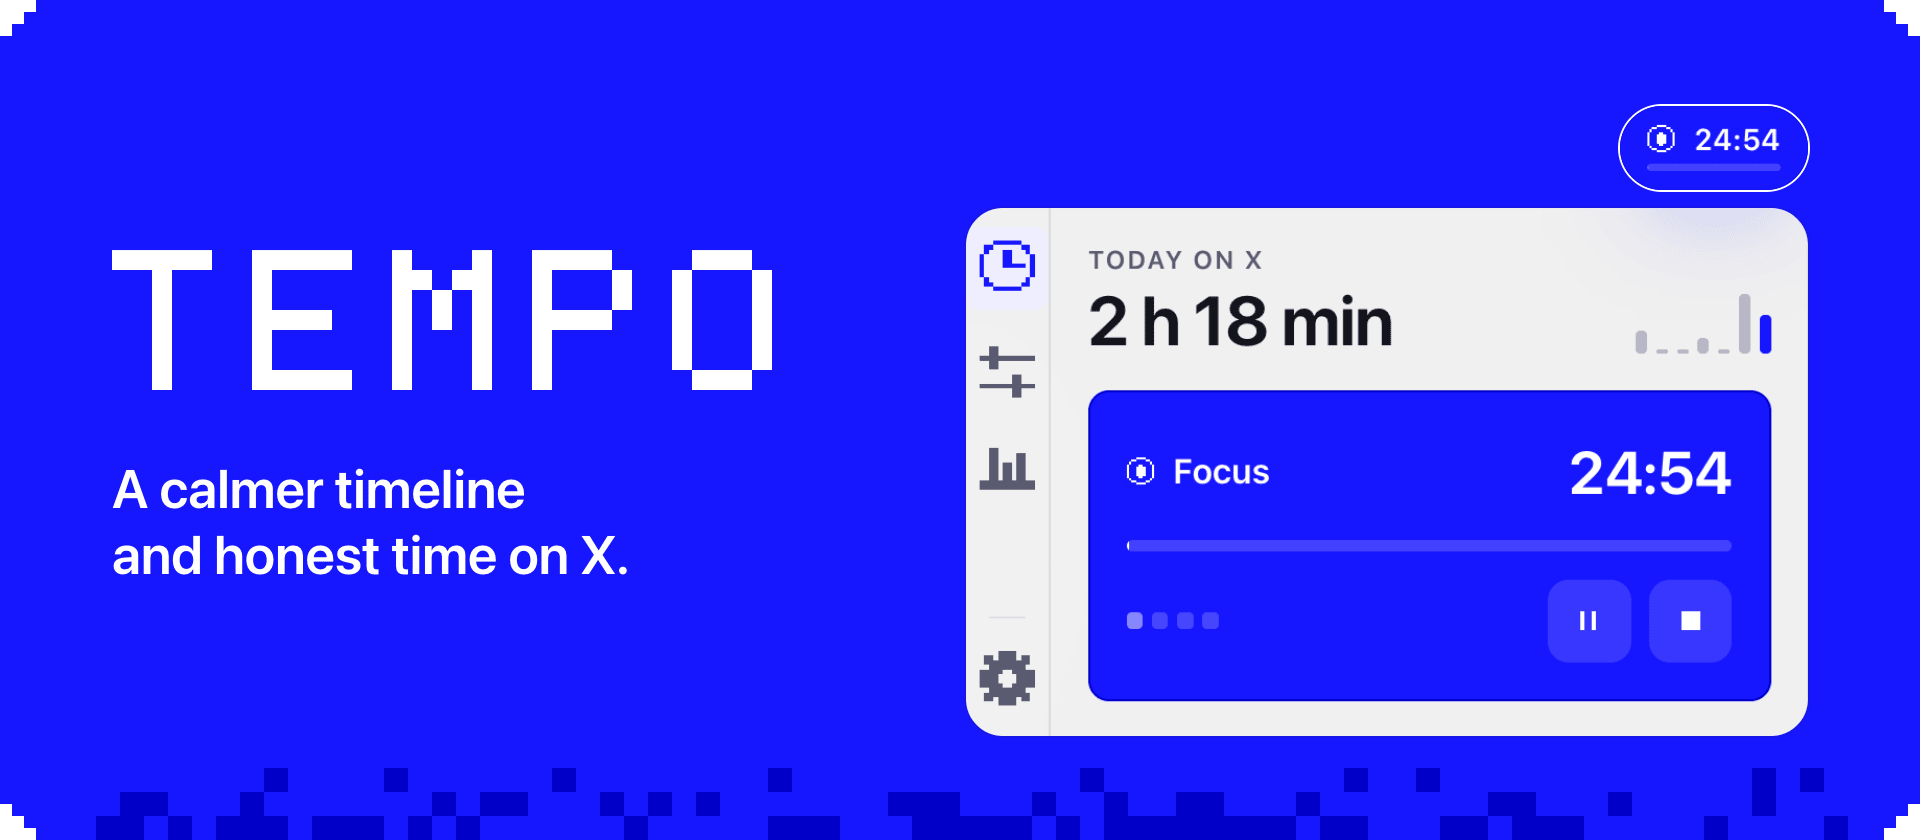 TEMPO
A calmer timeline
and honest time on X.
24:54
TODAY ON X
2 h 18 min
Focus
24:54